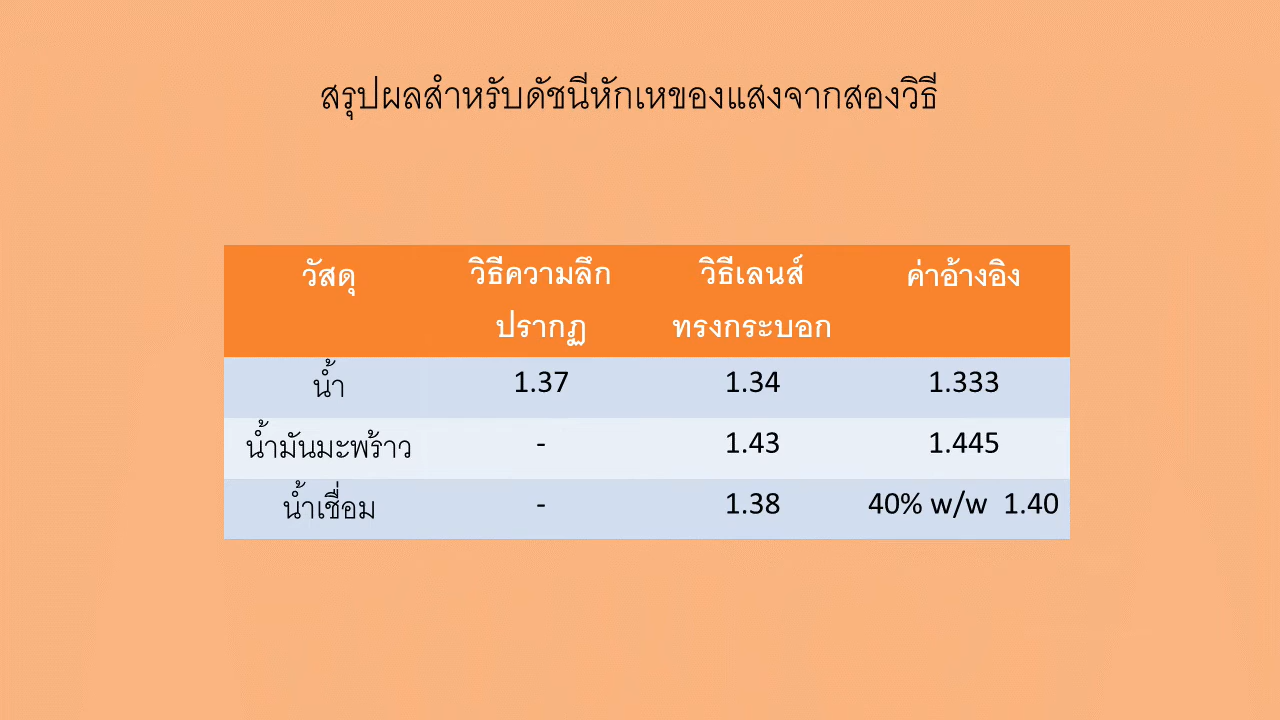 สรุปผลสำหรับดัชนีหักเหของแสงจากสองวิธี
วัสดุ วิธีความลึก วิธีเลนส์ ค่าอ้างอิง
ปรากฏ ทรงกระบอก
น้ำ 1.37 1.34 1.333
น้ำมันมะพร้าว - 1.43 1.445
น้ำเชื่อม - 1.38 40% w/w 1.40